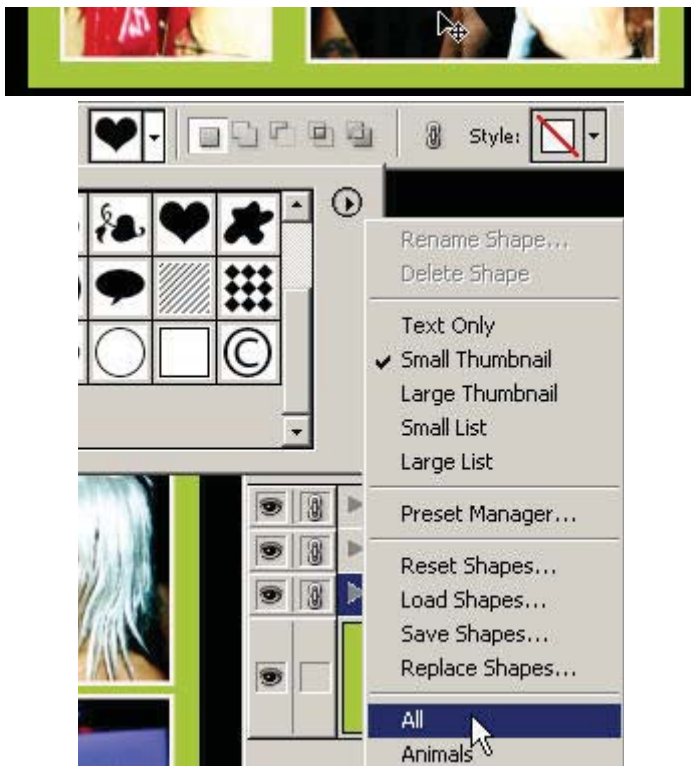 Style:
©
Rename Shape...
Delete Shape
Text Only
Small Thumbnail
Large Thumbnail
Small List
Large List
Preset Manager...
Reset Shapes...
Load Shapes...
Save Shapes...
Replace Shapes...
All
Animals